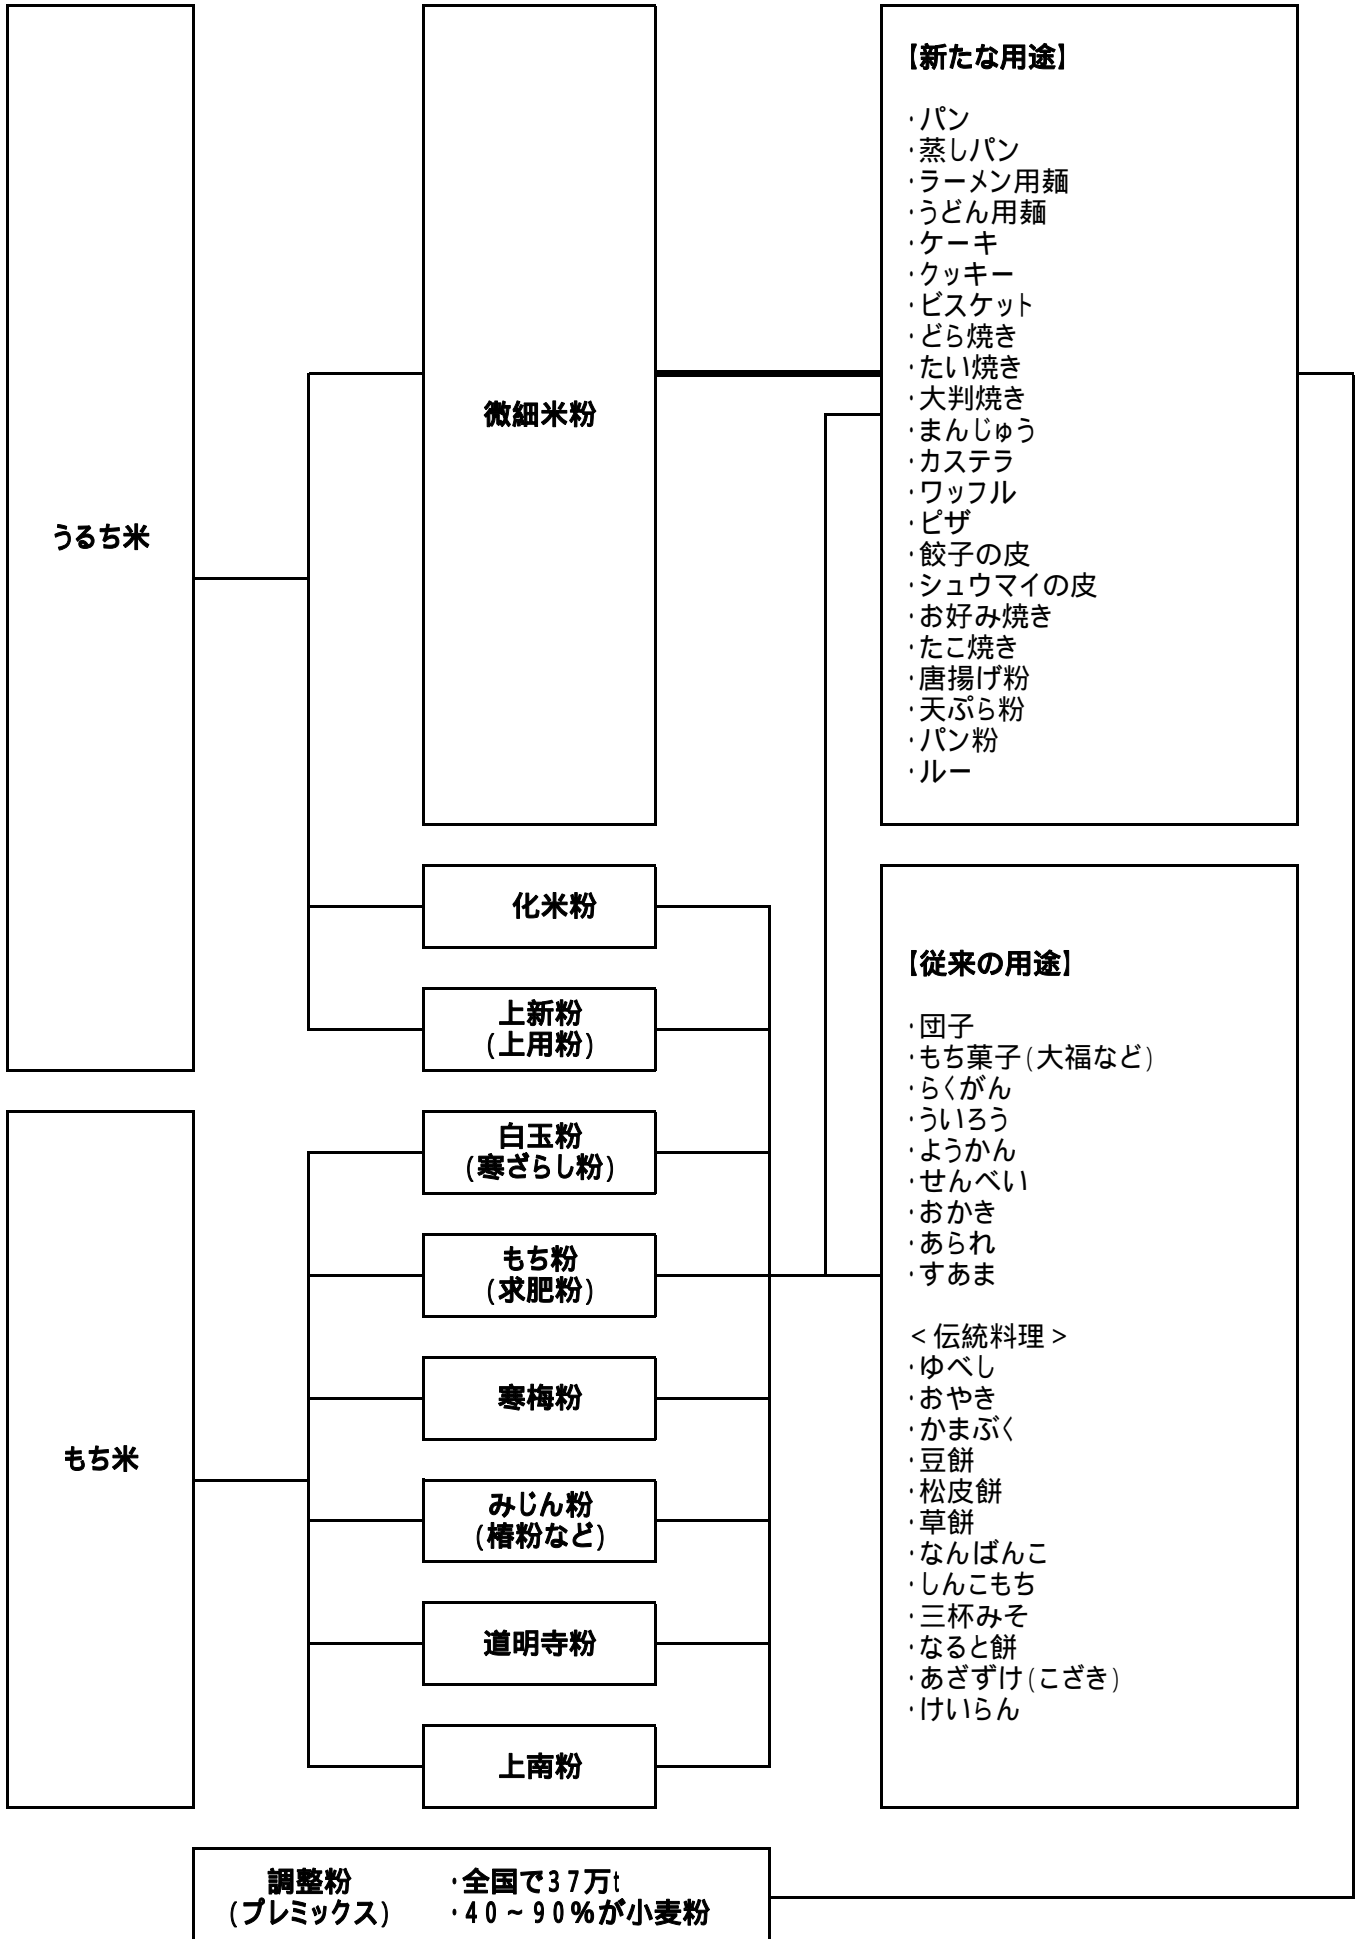 うるち米
もち米
微細米粉
化米粉
上新粉
(上用粉)
白玉粉
(寒ざらし粉)
もち粉
(求肥粉)
寒梅粉
みじん粉
(椿粉など)
道明寺粉
上南粉
【新たな用途】
・パン
・蒸しパン
・ラーメン用麺
・うどん用麺
・ケーキ
・クッキー
・ビスケット
・どら焼き
・たい焼き
・大判焼き
・まんじゅう
・カステラ
・ワッフル
・ピザ
・餃子の皮
・シュウマイの皮
・お好み焼き
・たこ焼き
・唐揚げ粉
・天ぷら粉
・パン粉
・ルー
【従来の用途】
・団子
・もち菓子(大福など)
・らくがん
・ういろう
・ようかん
・せんべい
・おかき
・あられ
・すあま
<伝統料理>
・ゆべし
・おやき
・かまぶく
・豆餅
・松皮餅
・草餅
・なんばんこ
・しんこもち
・三杯みそ
・なると餅
・あざずけ(こざき)
・けいらん
調整粉
(プレミックス)
・全国で37万t
・40~90%が小麦粉